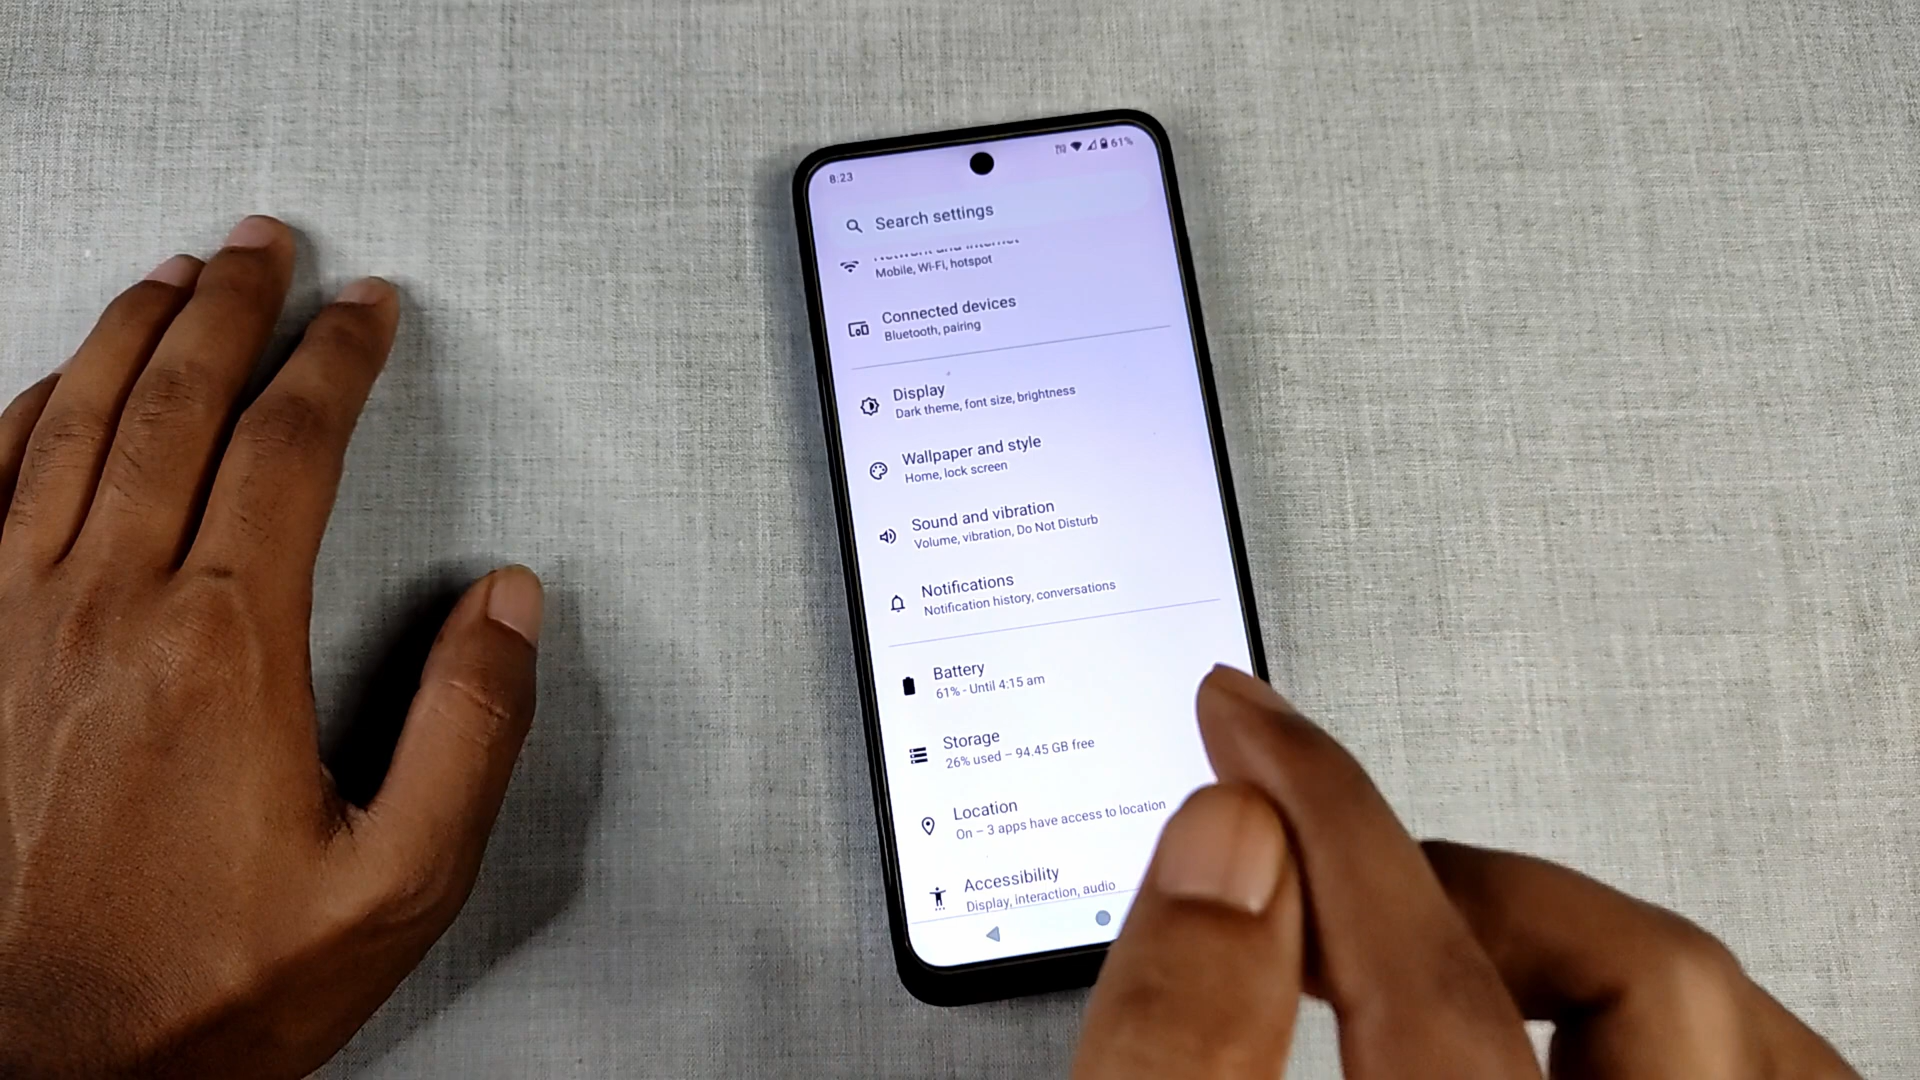 8:23
61%
Search settings
Mobile, Wi-Fi, hotspot
Connected devices
Bluetooth, pairing
Display
Dark theme, font size, brightness
Wallpaper and style
Home, lock screen
Sound and vibration
Volume, vibration, Do Not Disturb
Notifications
Notification history, conversations
Battery
61% - Until 4:15 am
Storage
26% used – 94.45 GB free
Location
On – 3 apps have access to location
Accessibility
Display, interaction, audio